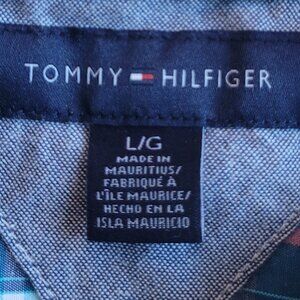 TOMMY HILFIGER
L/G
MADE IN
MAURITIUS/
FABRIQUÉ À
L'ÎLE MAURICE/
HECHO EN LA
ISLA MAURICIO